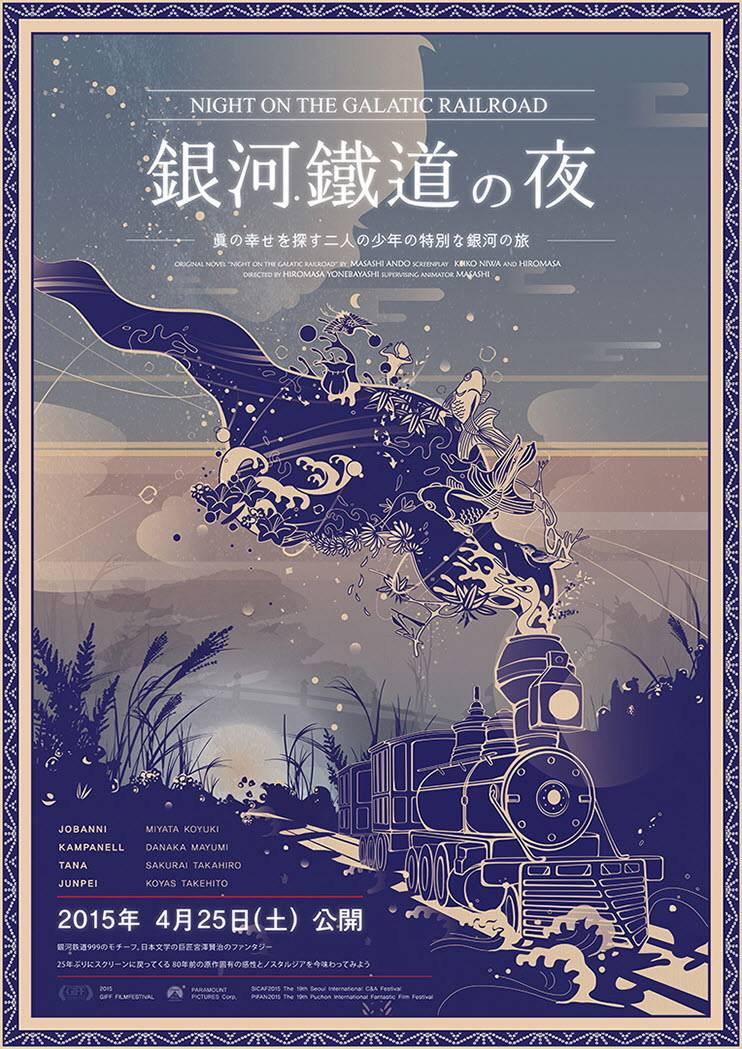 NIGHT ON THE GALATIC RAILROAD
銀河鐵道の夜
眞の幸せを探す二人の少年の特別な銀河の旅
ORIGINAL NOVEL "NIGHT ON THE GALATIC RAILROAD" BY. MASASHI ANDO SCREENPLAY KEIKO NIWA AND HIROMASA
DIRECTED BY HIROMASA YONEBAYASHI SUPERVISING ANIMATOR MASASHI
JOBANNI MIYATA KOYUKI
KAMPANELL DANAKA MAYUMI
TANA SAKURAI TAKAHIRO
JUNPEI KOYAS TAKEHITO
2015年 4月25日(土) 公開
銀河鉄道999のモチーフ、日本文学の巨匠宮澤賢治のファンタジー
25年ぶりにスクリーンに戻ってくる 80年前の原作固有の感性とノスタルジアを今味わってみよう
GIFF
2015
GIFF FILMFESTIVAL
PARAMOUNT
PICTURES Corp.
SICAF2015 The 19th Seoul International C&A Festival
PiFAN2015 The 19th Puchon International Fantastic Film Festival